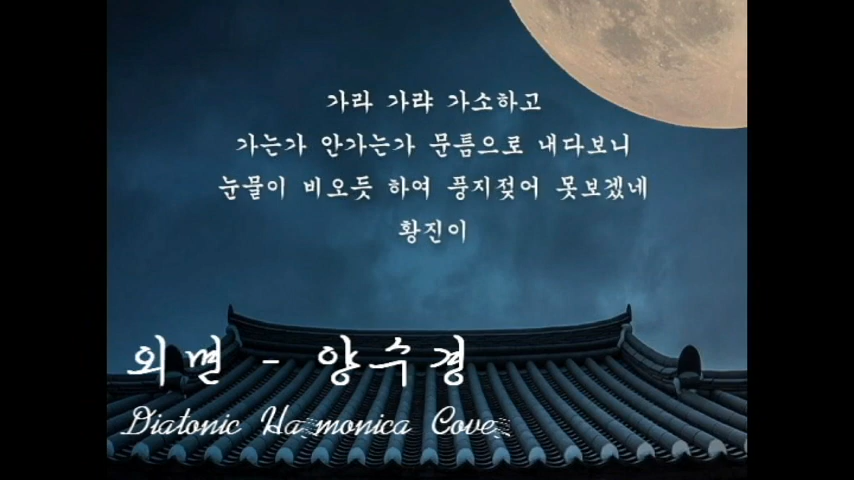 가라 가랴 가소하고
가는가 안가는가 문틈으로 내다보니
눈물이 비오듯 하여 풍지젖어 못보겠네
황진이
외면 - 양수경
Diatonic Harmonica Cover